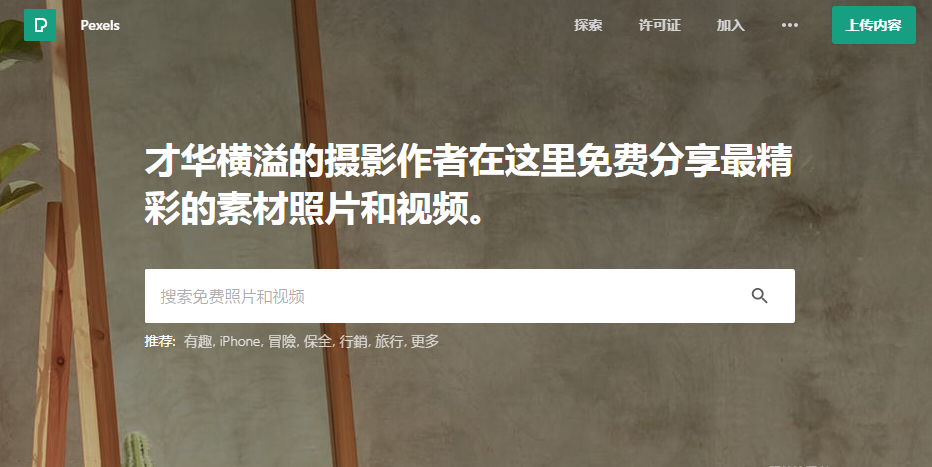 Pexels
探索
许可证
加入
上传内容
才华横溢的摄影作者在这里免费分享最精
彩的素材照片和视频。
搜索免费照片和视频
推荐: 有趣, iPhone, 冒險, 保全, 行銷, 旅行, 更多